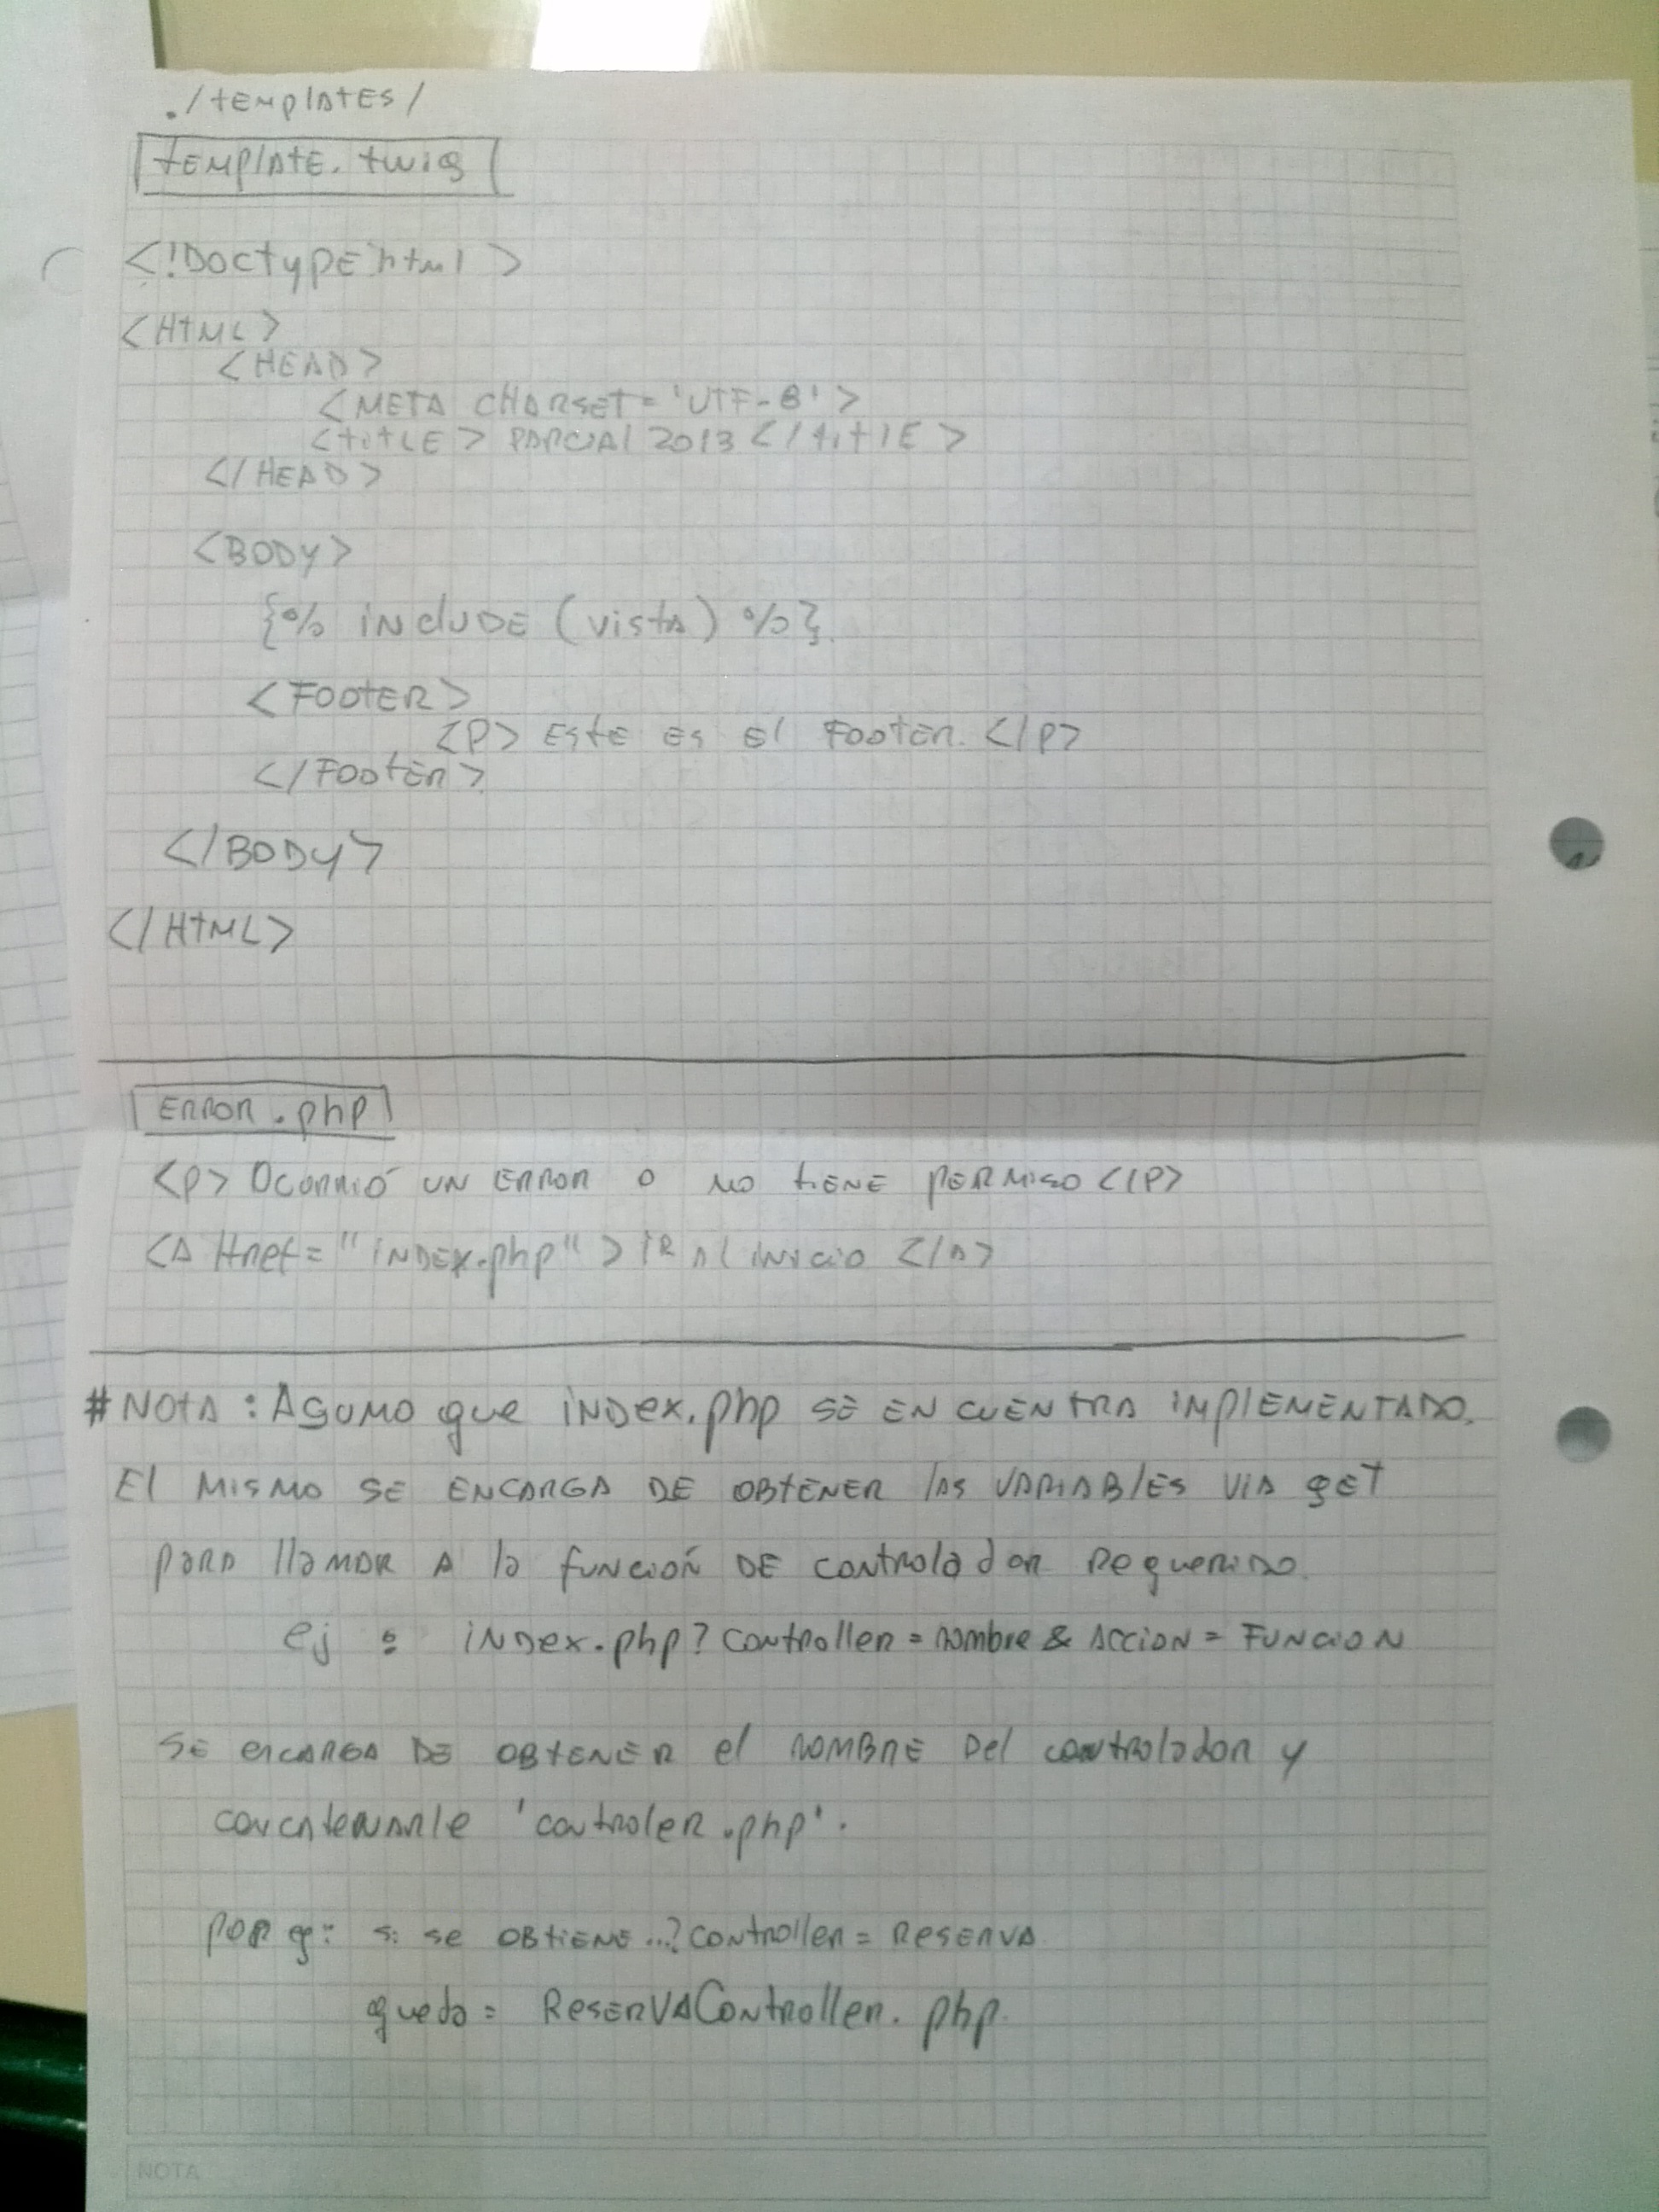 ./templates/
template.twig
<!Doctype html >
<HTML>
<HEAD>
<META CHARSET='UTF-8'>
<title> PARCIAL 2013 </title>
</HEAD>
<BODY>
{% include (vista) %}
<FOOTER>
<P> Este es el Footer. </P>
</FOOTER>
</BODY>
</HTML>
ERROR.php
<p> Ocurrió un error o no tiene permiso </P>
<A Href="index.php" > IR al inicio </A>
#NOTA : Asumo que index.php se encuentra implementado.
El mismo se encarga de obtener las variables via get
para llamar a la función de controlador requerido.
ej : index.php?controller=nombre & accion = FUNCION
se encarga de obtener el nombre del controlador y
concatenarle 'controler.php'.
por ej: si se obtiene ...?controller = Reserva
queda = ReservaController.php
NOTA